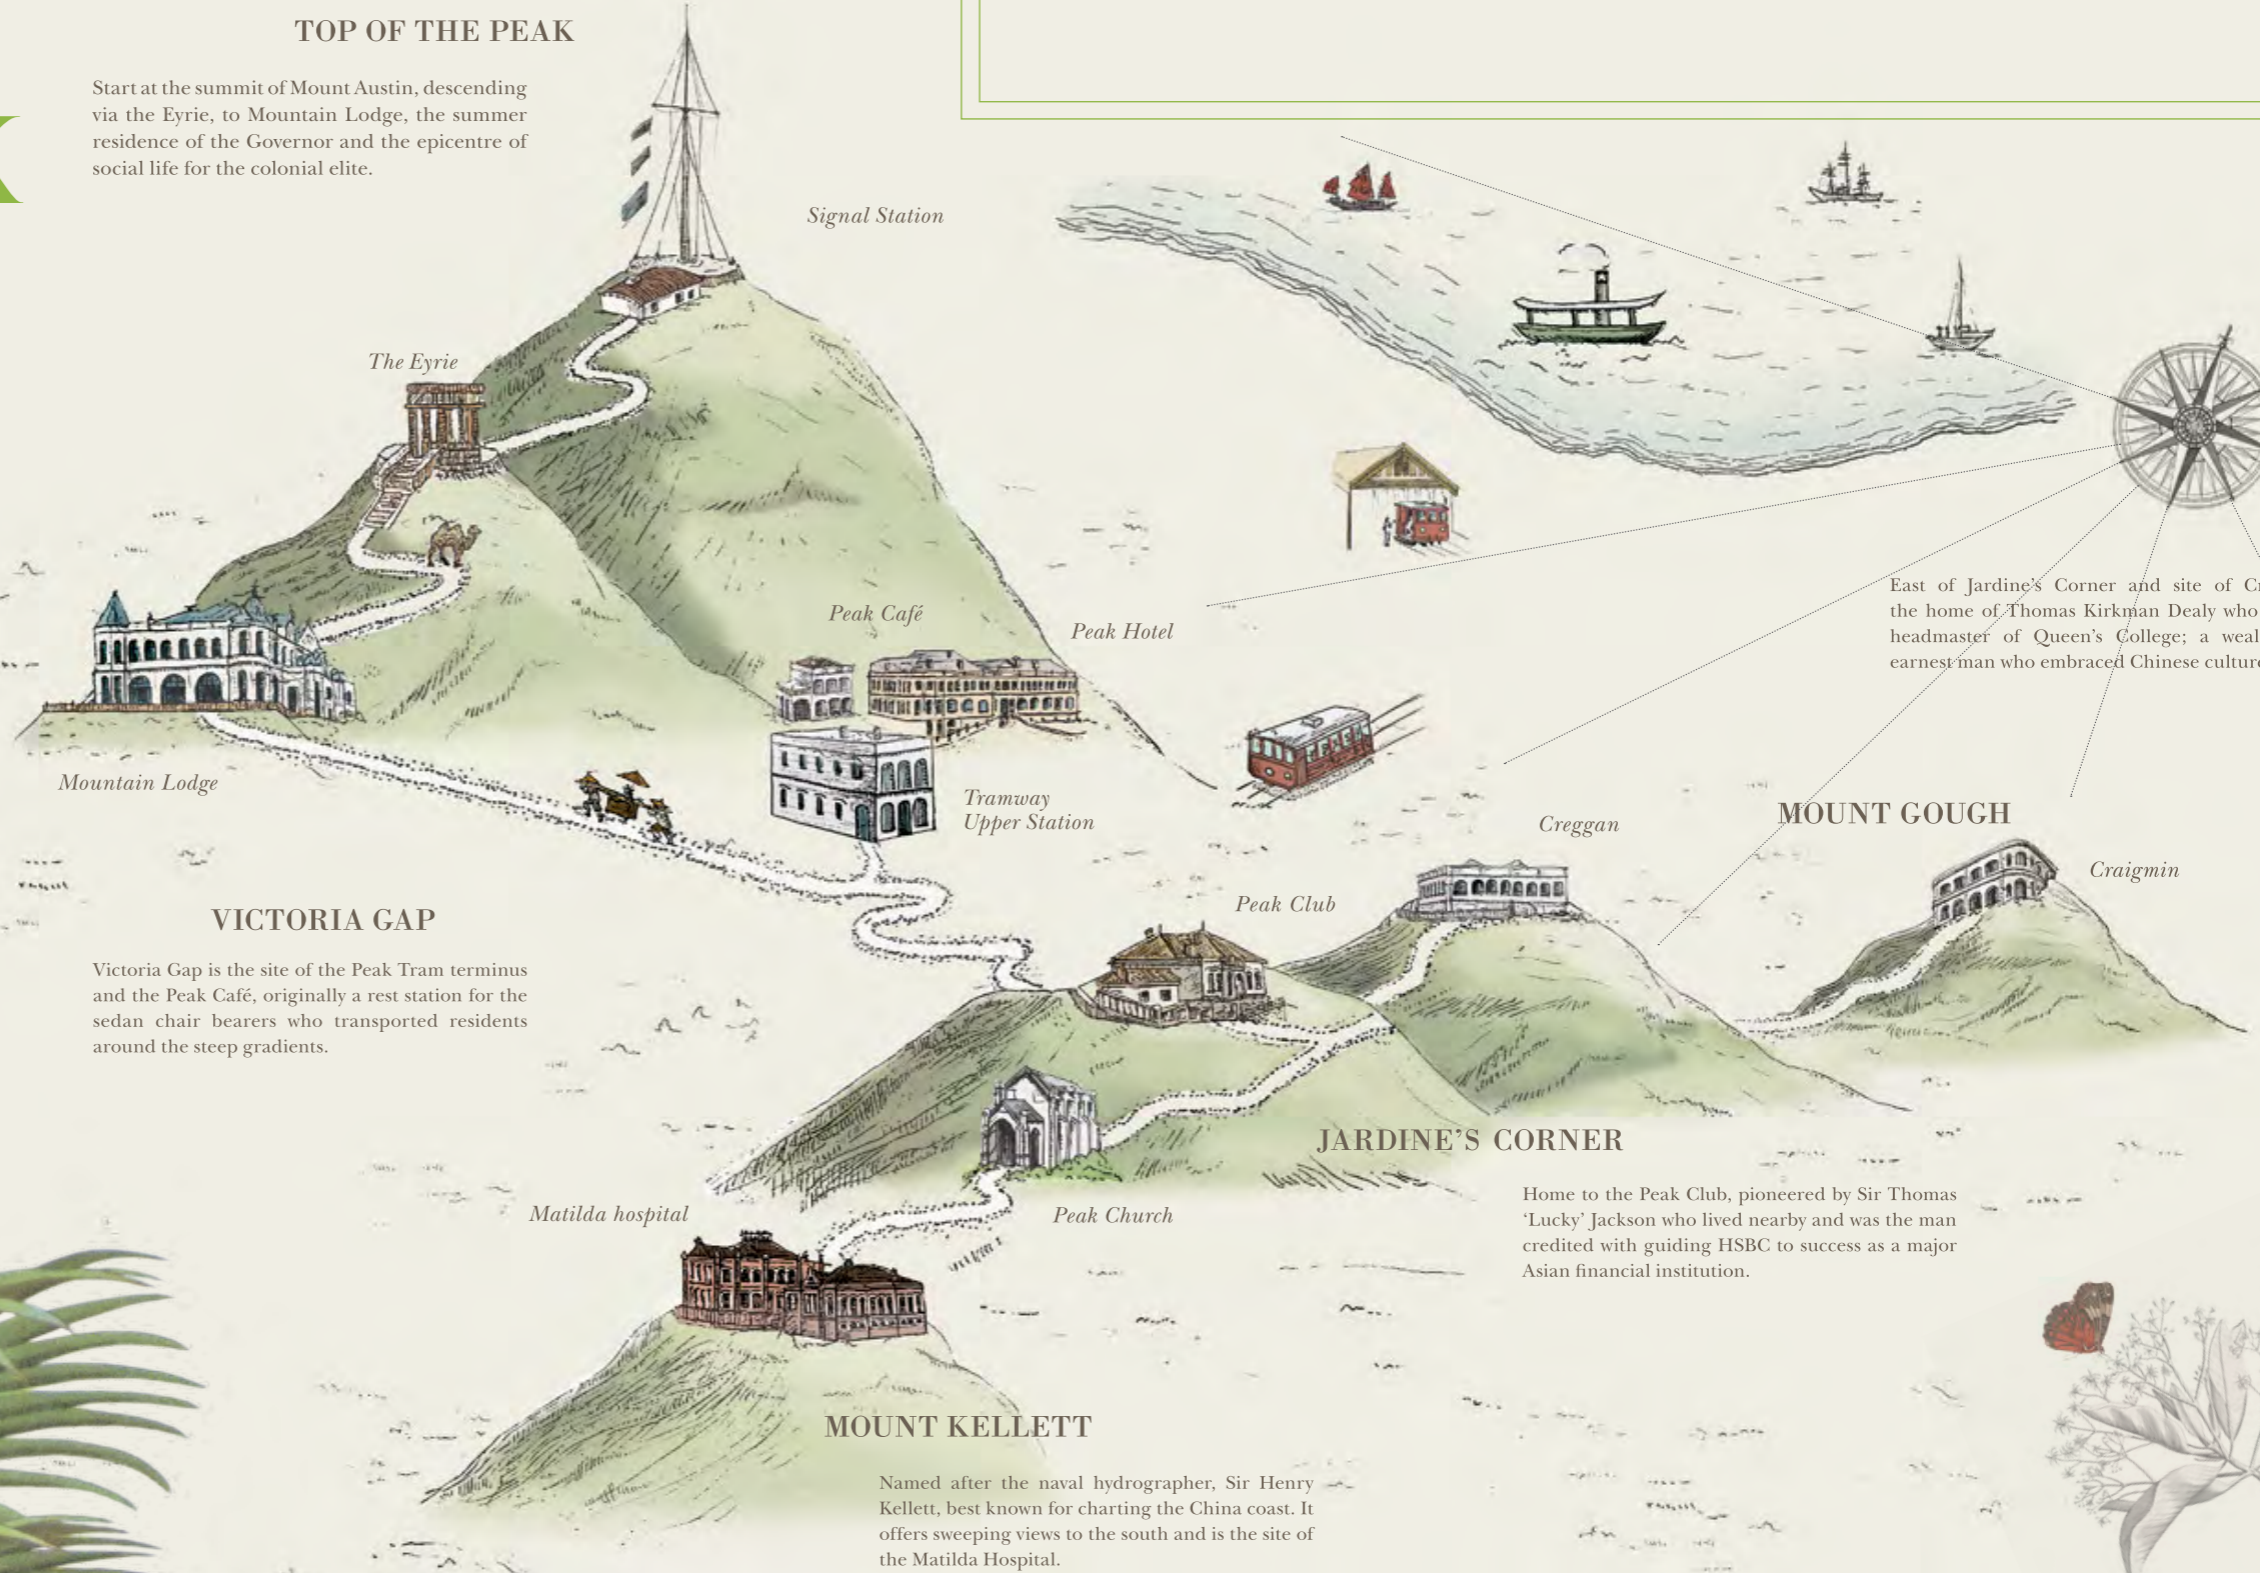 TOP OF THE PEAK
Start at the summit of Mount Austin, descending
via the Eyrie, to Mountain Lodge, the summer
residence of the Governor and the epicentre of
social life for the colonial elite.
Signal Station
The Eyrie
Peak Café
Peak Hotel
Mountain Lodge
Tramway
Upper Station
East of Jardine's Corner and site of
the home of Thomas Kirkman Dealy who
headmaster of Queen's College; a
earnest man who embraced Chinese culture
MOUNT GOUGH
Creggan
Craigmin
Peak Club
VICTORIA GAP
Victoria Gap is the site of the Peak Tram terminus
and the Peak Café, originally a rest station for the
sedan chair bearers who transported residents
around the steep gradients.
JARDINE'S CORNER
Home to the Peak Club, pioneered by Sir Thomas
‘Lucky’ Jackson who lived nearby and was the man
credited with guiding HSBC to success as a major
Asian financial institution.
Matilda hospital
Peak Church
MOUNT KELLETT
Named after the naval hydrographer, Sir Henry
Kellett, best known for charting the China coast. It
offers sweeping views to the south and is the site of
the Matilda Hospital.